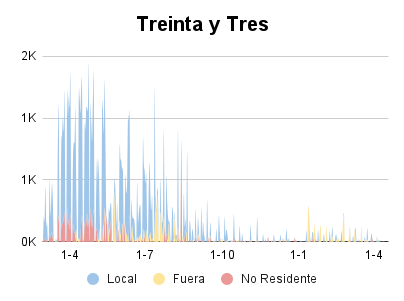 Treinta y Tres
2K
1K
1K
0K
1-4 1-7 1-10 1-1 1-4
Local Fuera No Residente